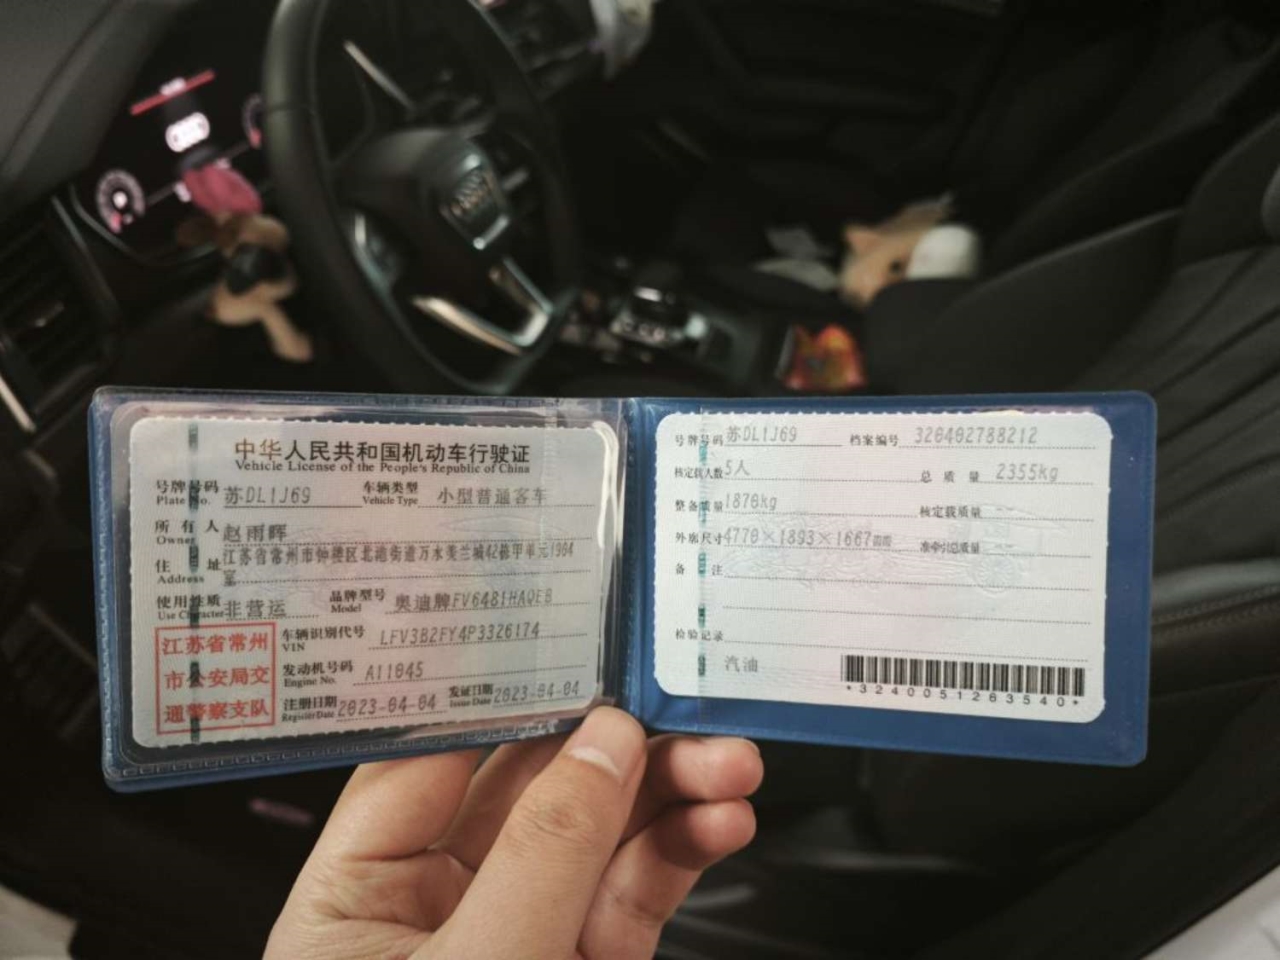 中华人民共和国机动车行驶证
Vehicle License of the People's Republic of China
号牌号码 苏DL1J69 车辆类型 小型普通客车
Plate No. Vehicle Type
所有人 赵雨晖
Owner
住址 江苏省常州市钟楼区北港街道万水美兰城42栋甲单元1904
室
Address
使用性质 非营运 品牌型号 奥迪牌FV6481HAQEB
Use Character Model
江苏省常州
市公安局交
通警察支队
车辆识别代号 LFV3B2FY4P3326174
VIN
发动机号码 A11045
Engine No.
注册日期 2023-04-04 发证日期 2023-04-04
Register Date Issue Date
号牌号码 苏DL1J69 档案编号 320402788212
核定载人数 5人 总质量 2355kg
整备质量 1870kg 核定载质量 --
外廓尺寸 4770×1893×1667mm 准牵引总质量 --
备注
检验记录
汽油
*3240051263540*